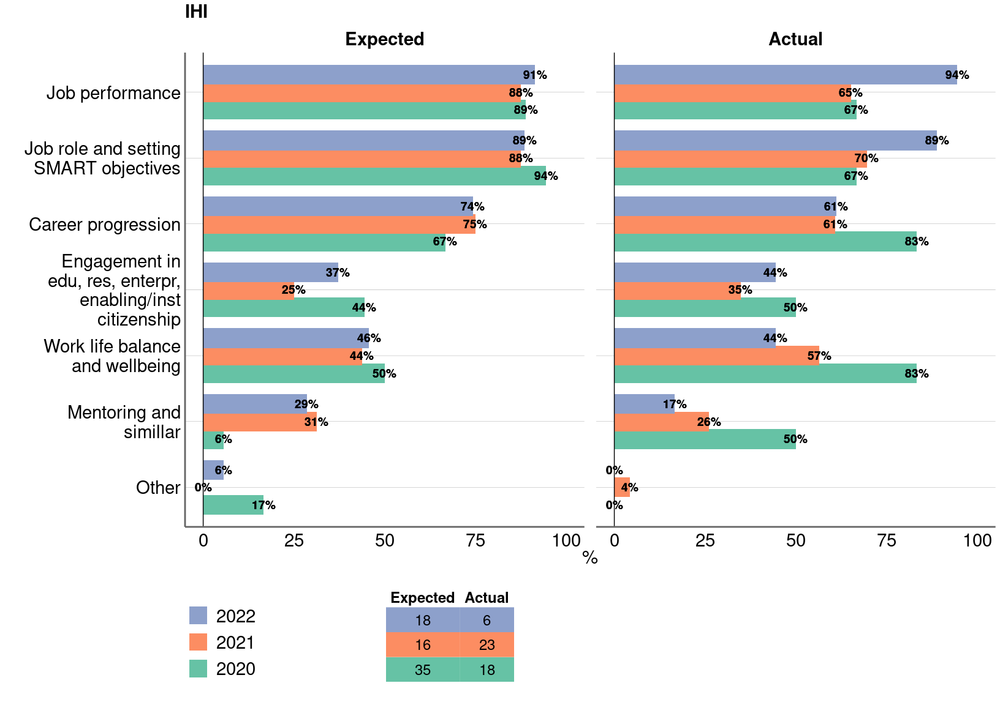 IHI
Expected
Actual
Job performance
91%
88%
89%
94%
65%
67%
Job role and setting
SMART objectives
89%
88%
94%
89%
70%
67%
Career progression
74%
75%
67%
61%
61%
83%
Engagement in
edu, res, enterpr,
enabling/inst
citizenship
37%
25%
44%
44%
35%
50%
Work life balance
and wellbeing
46%
44%
50%
44%
57%
83%
Mentoring and
simillar
29%
31%
6%
17%
26%
50%
Other
6%
0%
17%
0%
4%
0%
0 25 50 75 100
0 25 50 75 100
%
2022
2021
2020
Expected Actual
18 6
16 23
35 18